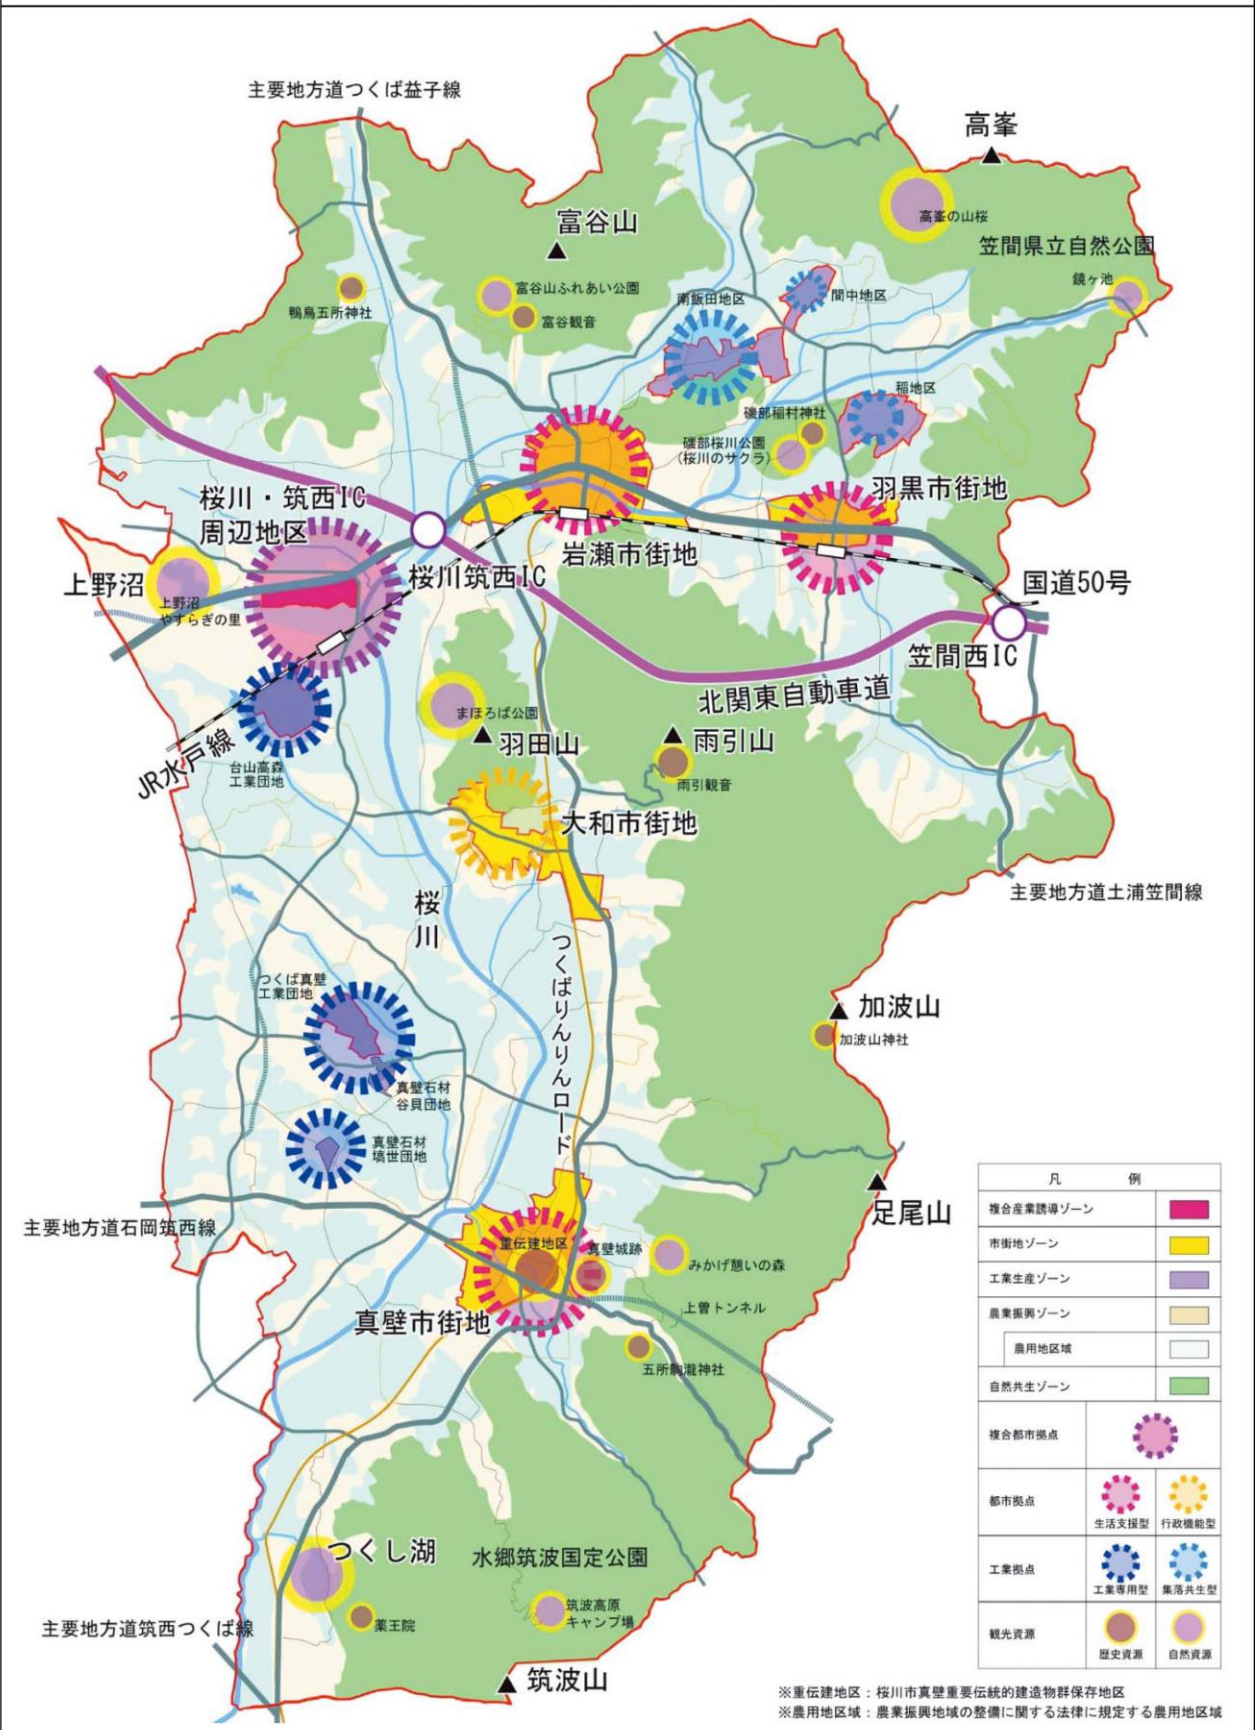 主要地方道つくば益子線
高峯
高峯の山桜
富谷山
笠間県立自然公園
鏡ヶ池
富谷山ふれあい公園
南飯田地区
間中地区
鴨鳥五所神社
富谷観音
稲地区
磯部稲村神社
磯部桜川公園
(桜川のサクラ)
羽黒市街地
桜川・筑西IC
周辺地区
岩瀬市街地
桜川筑西IC
上野沼
上野沼
やすらぎの里
国道50号
笠間西IC
北関東自動車道
まほろば公園
羽田山
雨引山
雨引観音
JR水戸線
台山高森
工業団地
大和市街地
主要地方道土浦笠間線
桜川
つくばりんりんロード
つくば真壁
工業団地
加波山
加波山神社
真壁石材
谷貝団地
真壁石材
塙世団地
足尾山
主要地方道石岡筑西線
重伝建地区
真壁城跡
みかげ憩いの森
真壁市街地
上曽トンネル
五所駒瀧神社
つくし湖
水郷筑波国定公園
薬王院
筑波高原
キャンプ場
主要地方道筑西つくば線
筑波山
凡 例
複合産業誘導ゾーン
市街地ゾーン
工業生産ゾーン
農業振興ゾーン
農用地区域
自然共生ゾーン
複合都市拠点
都市拠点
生活支援型 行政機能型
工業拠点
工業専用型 集落共生型
観光資源
歴史資源 自然資源
※重伝建地区：桜川市真壁重要伝統的建造物群保存地区
※農用地区域：農業振興地域の整備に関する法律に規定する農用地区域